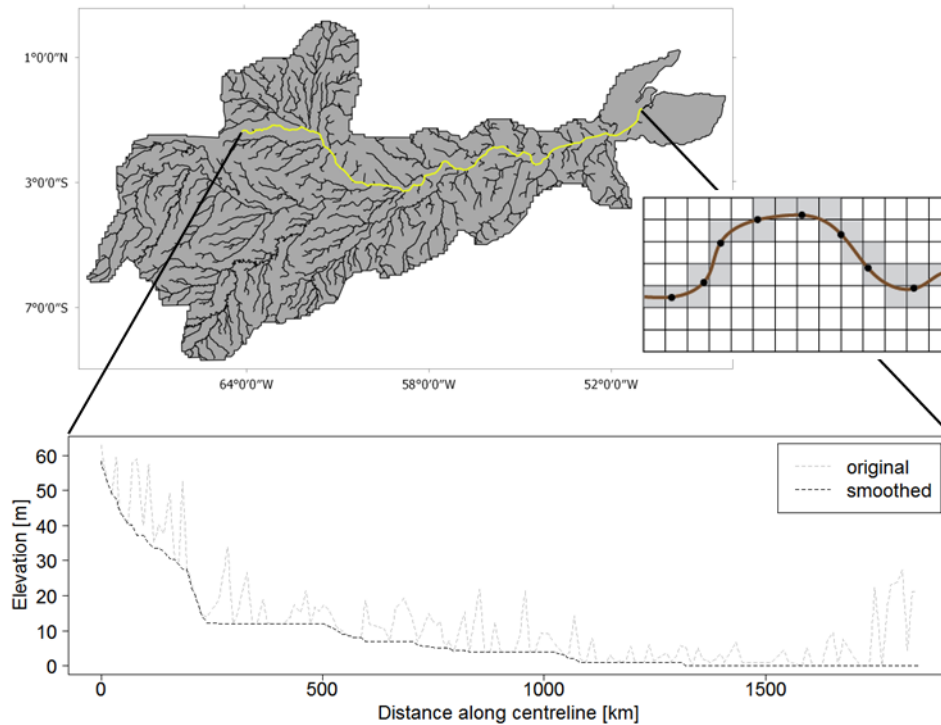 1°0'0"N
3°0'0"S
7°0'0"S
64°0'0"W
58°0'0"W
52°0'0"W
original
smoothed
Elevation [m]
60
50
40
30
20
10
0
0
500
1000
1500
Distance along centreline [km]